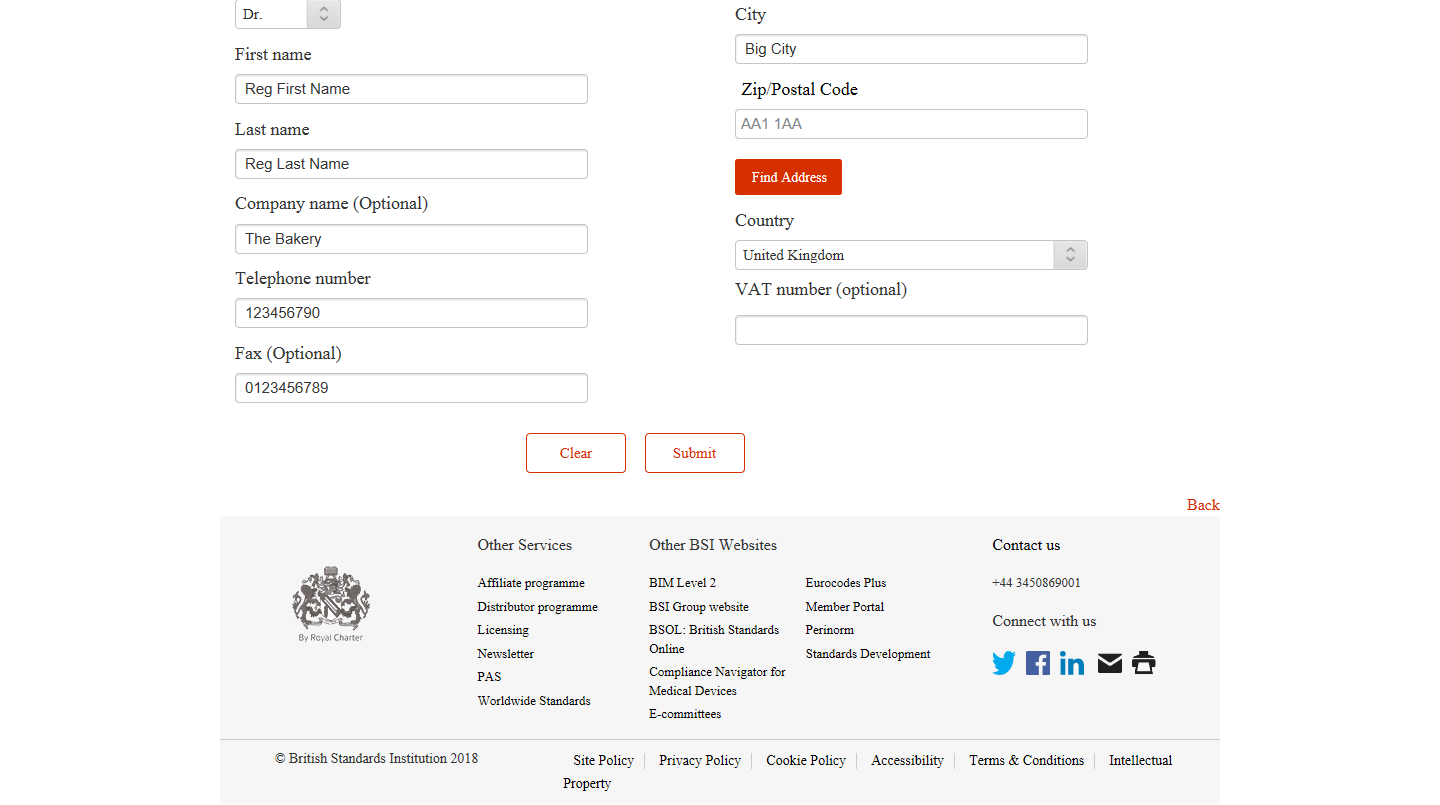 Dr.
First name
Reg First Name
Last name
Reg Last Name
Company name (Optional)
The Bakery
Telephone number
123456790
Fax (Optional)
0123456789
City
Big City
Zip/Postal Code
AA1 1AA
Find Address
Country
United Kingdom
VAT number (optional)
Clear
Submit
Back
By Royal Charter
Other Services
Affiliate programme
Distributor programme
Licensing
Newsletter
PAS
Worldwide Standards
Other BSI Websites
BIM Level 2
BSI Group website
BSOL: British Standards
Online
Compliance Navigator for
Medical Devices
E-committees
Eurocodes Plus
Member Portal
Perinorm
Standards Development
Contact us
+44 3450869001
Connect with us
© British Standards Institution 2018
Site Policy Privacy Policy Cookie Policy Accessibility Terms & Conditions Intellectual
Property